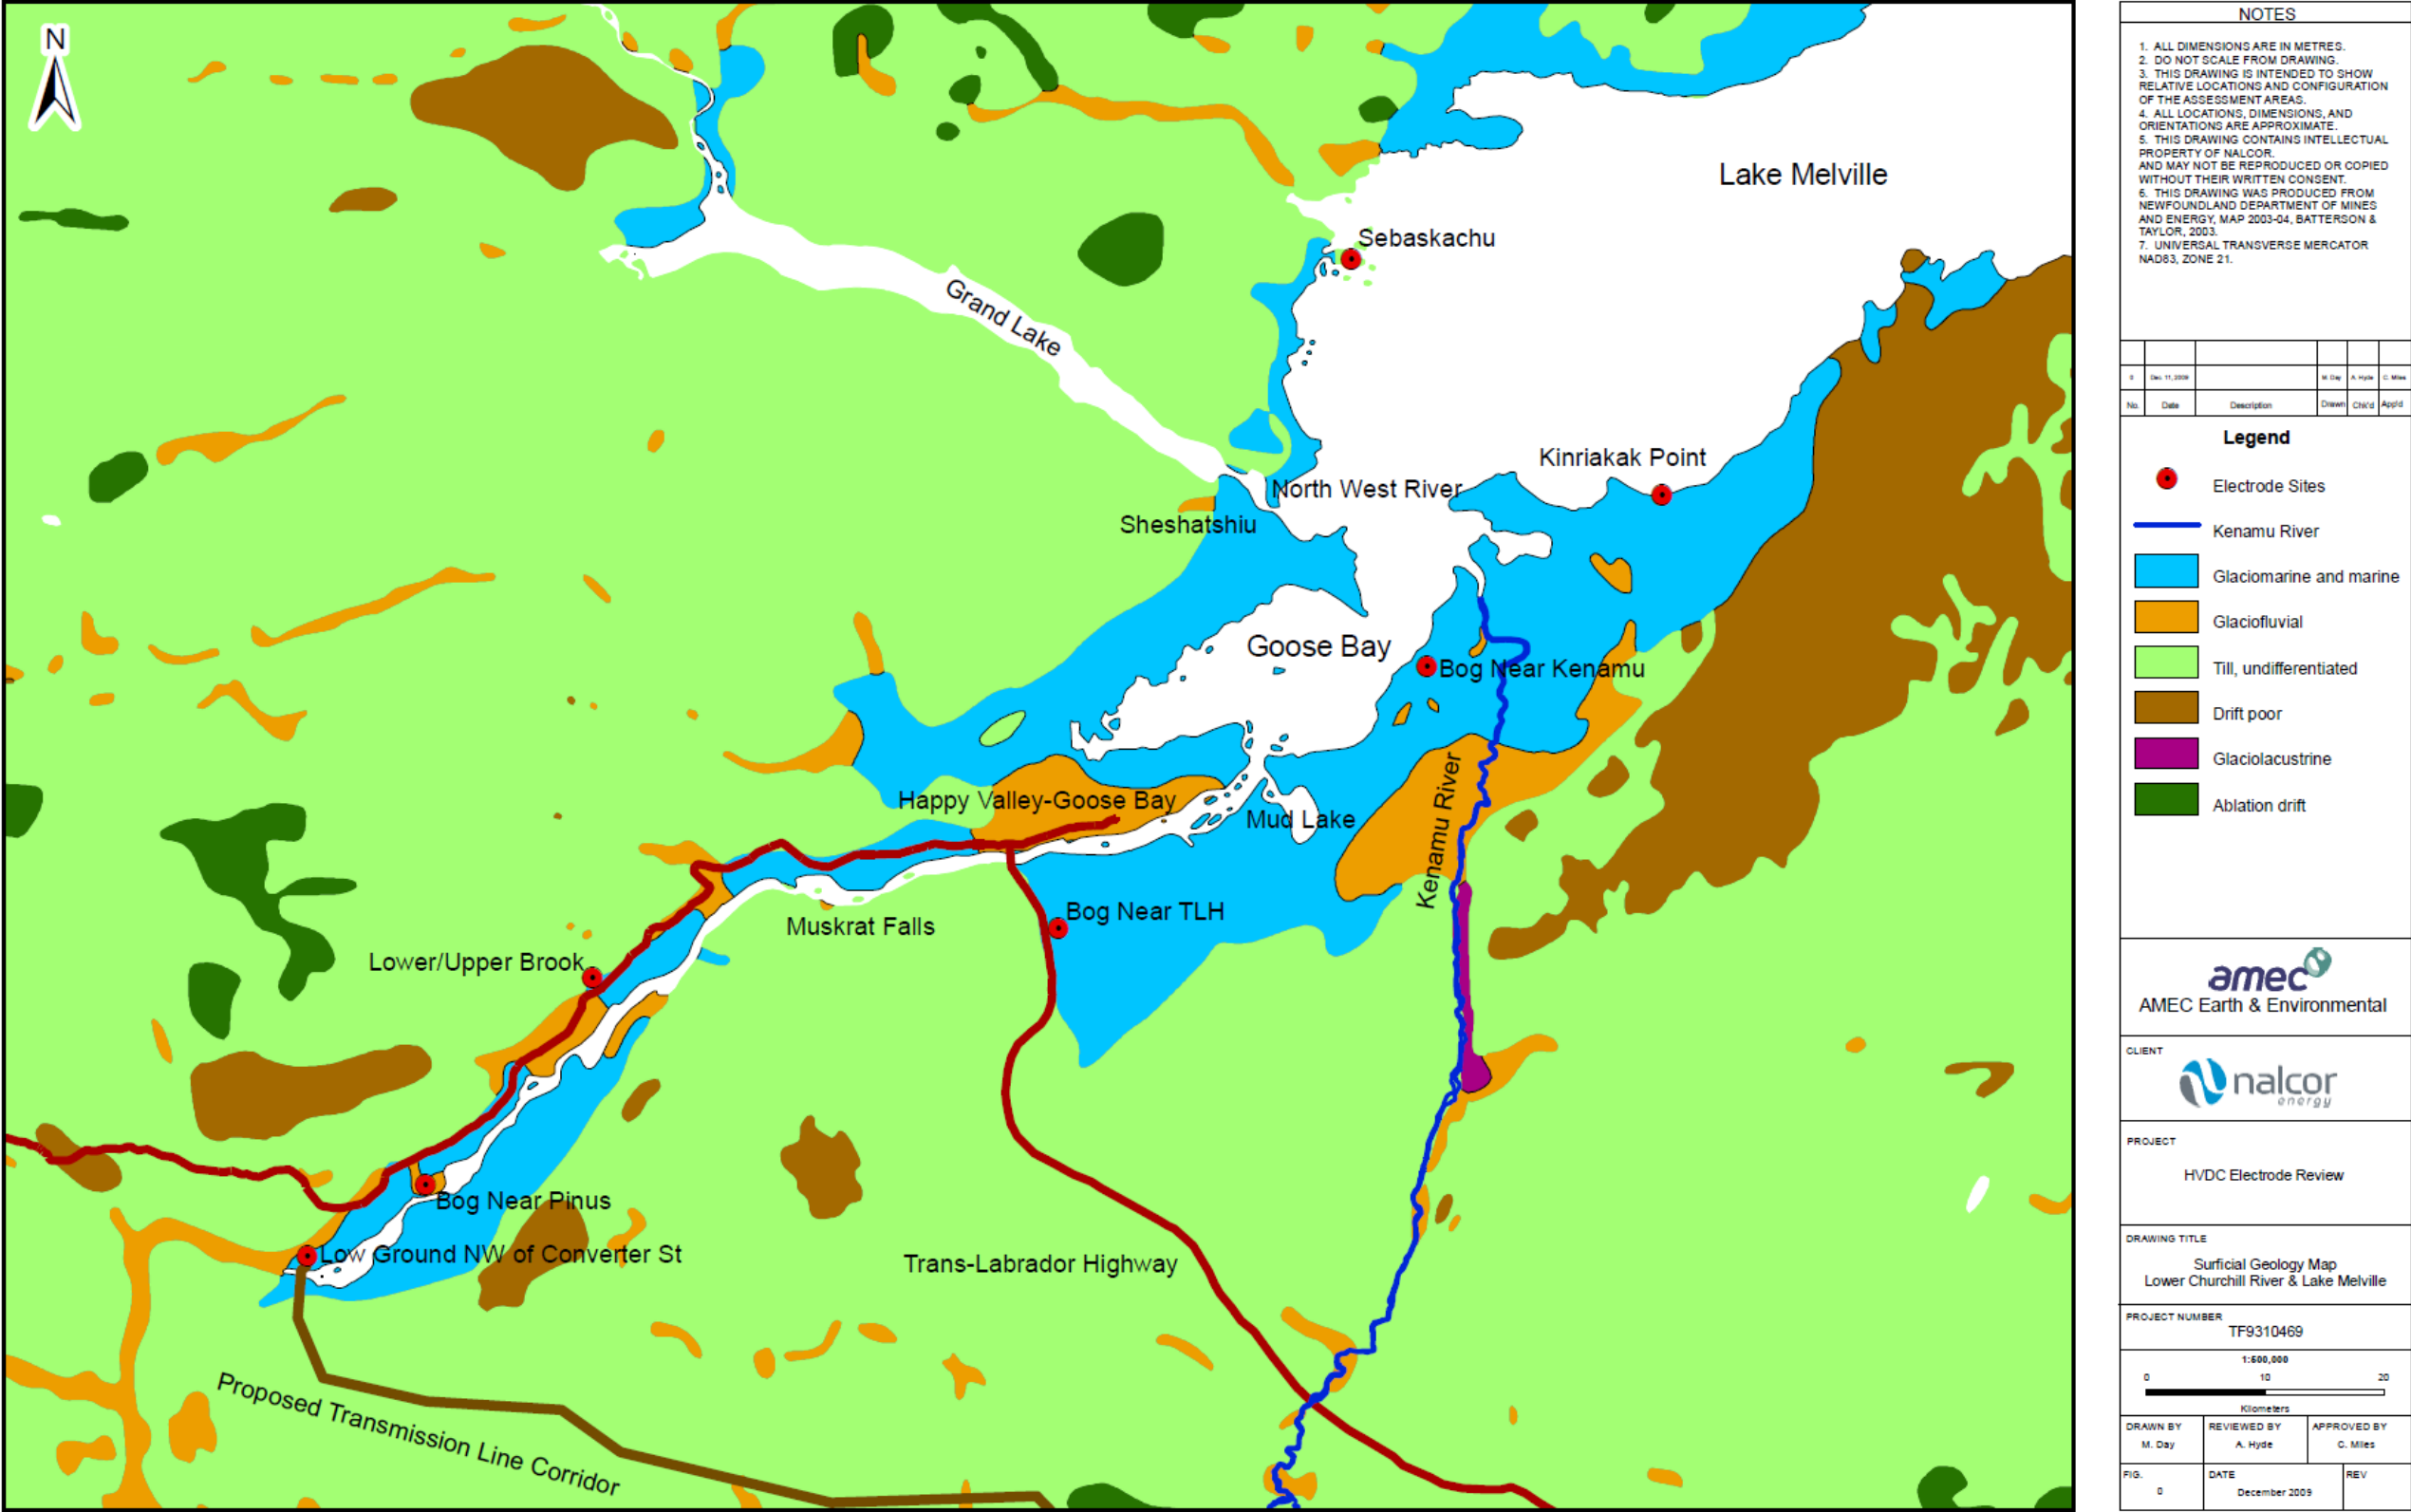 N
Lake Melville
Sebaskachu
Grand Lake
Kinriakak Point
North West River
Sheshatshiu
Goose Bay
Bog Near Kenamu
Happy Valley-Goose Bay
Mud Lake
Kenamu River
Bog Near TLH
Muskrat Falls
Lower/Upper Brook
Bog Near Pinus
Low Ground NW of Converter St
Trans-Labrador Highway
Proposed Transmission Line Corridor
NOTES
1. ALL DIMENSIONS ARE IN METRES.
2. DO NOT SCALE FROM DRAWING.
3. THIS DRAWING IS INTENDED TO SHOW
RELATIVE LOCATIONS AND CONFIGURATION
OF THE ASSESSMENT AREAS.
4. ALL LOCATIONS, DIMENSIONS, AND
ORIENTATIONS ARE APPROXIMATE.
5. THIS DRAWING CONTAINS INTELLECTUAL
PROPERTY OF NALCOR.
AND MAY NOT BE REPRODUCED OR COPIED
WITHOUT THEIR WRITTEN CONSENT.
6. THIS DRAWING WAS PRODUCED FROM
NEWFOUNDLAND DEPARTMENT OF MINES
AND ENERGY, MAP 2003-04, BATTERSON &
TAYLOR, 2003.
7. UNIVERSAL TRANSVERSE MERCATOR
NAD83, ZONE 21.
0 Dec. 11, 2009 M. Day A. Hyde C. Miles
No. Date Description Drawn Chk'd App'd
Legend
Electrode Sites
Kenamu River
Glaciomarine and marine
Glaciofluvial
Till, undifferentiated
Drift poor
Glaciolacustrine
Ablation drift
amec
AMEC Earth & Environmental
CLIENT
nalcor
energy
PROJECT
HVDC Electrode Review
DRAWING TITLE
Surficial Geology Map
Lower Churchill River & Lake Melville
PROJECT NUMBER
TF9310469
1:600,000
0 10 20
Kilometers
DRAWN BY REVIEWED BY APPROVED BY
M. Day A. Hyde C. Miles
FIG. DATE REV
0 December 2009